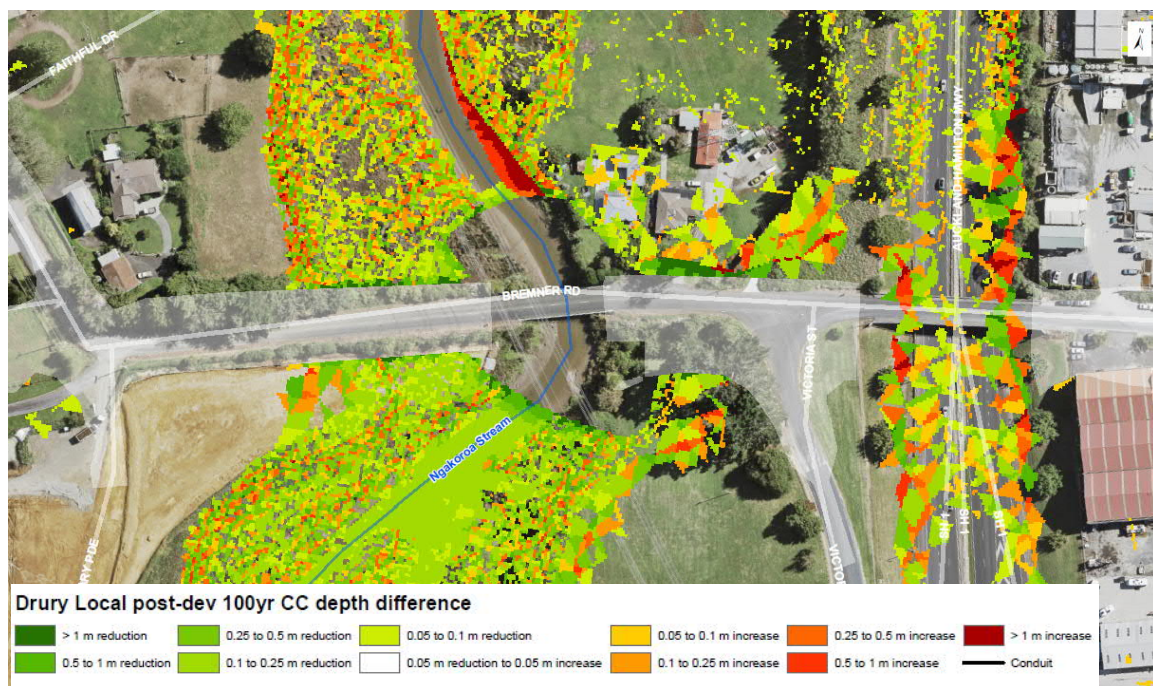 FAITHFUL DR
AUCKLAND-HAMILTON MWY
BREMNER RD
VICTORIA ST
Ngakoroa Stream
SH 1
SH 1
SH 1
RY PDE
VICTO
Drury Local post-dev 100yr CC depth difference
> 1 m reduction
0.25 to 0.5 m reduction
0.05 to 0.1 m reduction
0.05 to 0.1 m increase
0.25 to 0.5 m increase
> 1 m increase
0.5 to 1 m reduction
0.1 to 0.25 m reduction
0.05 m reduction to 0.05 m increase
0.1 to 0.25 m increase
0.5 to 1 m increase
Conduit